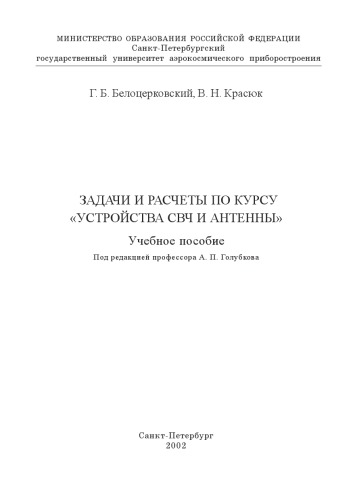 МИНИСТЕРСТВО ОБРАЗОВАНИЯ РОССИЙСКОЙ ФЕДЕРАЦИИ
Санкт-Петербургский
государственный университет аэрокосмического приборостроения
Г. Б. Белоцерковский, В. Н. Красюк
ЗАДАЧИ И РАСЧЕТЫ ПО КУРСУ
«УСТРОЙСТВА СВЧ И АНТЕННЫ»
Учебное пособие
Под редакцией профессора А. П. Голубкова
Санкт-Петербург
2002